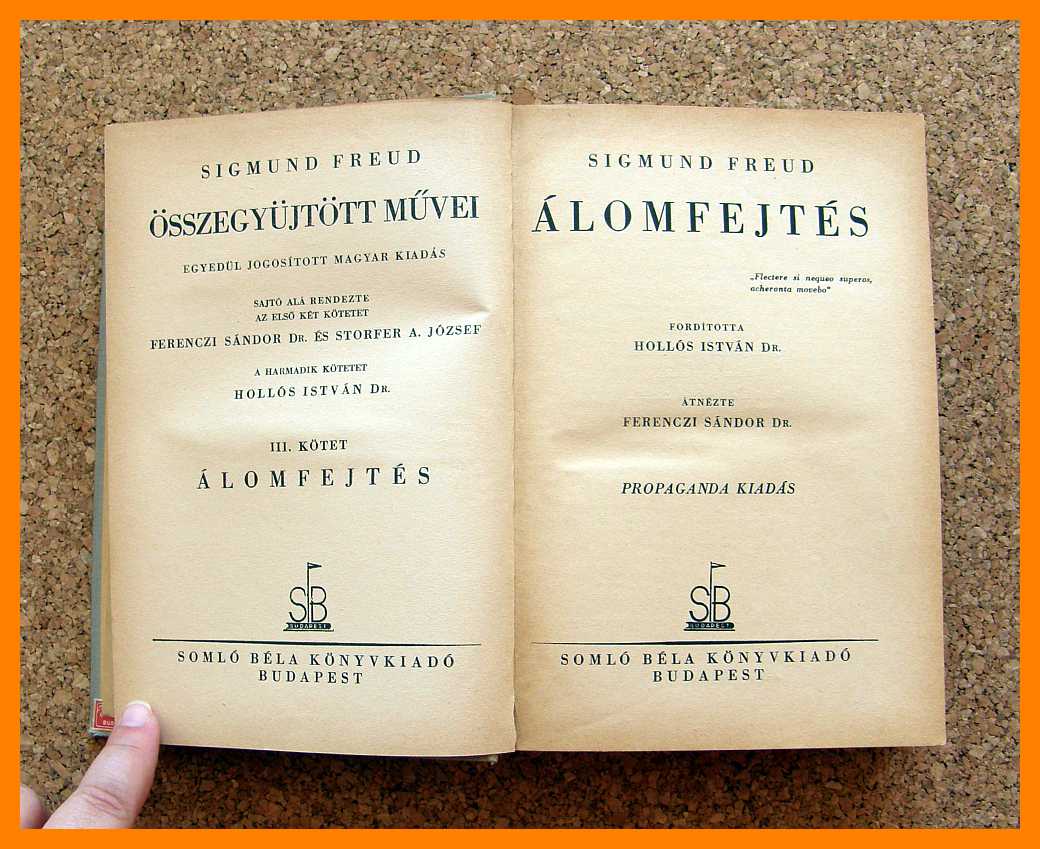 SIGMUND FREUD
ÖSSZEGYÜJTÖTT MŰVEI
EGYEDÜL JOGOSÍTOTT MAGYAR KIADÁS
SAJTÓ ALÁ RENDEZTE
AZ ELSŐ KÉT KÖTETET
FERENCZI SÁNDOR DR. ÉS STORFER A. JÓZSEF
A HARMADIK KÖTETET
HOLLÓS ISTVÁN DR.
III. KÖTET
ÁLOMFEJTÉS
SB
BUDAPEST
SOMLÓ BÉLA KÖNYVKIADÓ
BUDAPEST
SIGMUND FREUD
ÁLOMFEJTÉS
„Flectere si nequeo superos,
acheronta movebo"
FORDÍTOTTA
HOLLÓS ISTVÁN DR.
ÁTNÉZTE
FERENCZI SÁNDOR DR.
PROPAGANDA KIADÁS
SB
BUDAPEST
SOMLÓ BÉLA KÖNYVKIADÓ
BUDAPEST